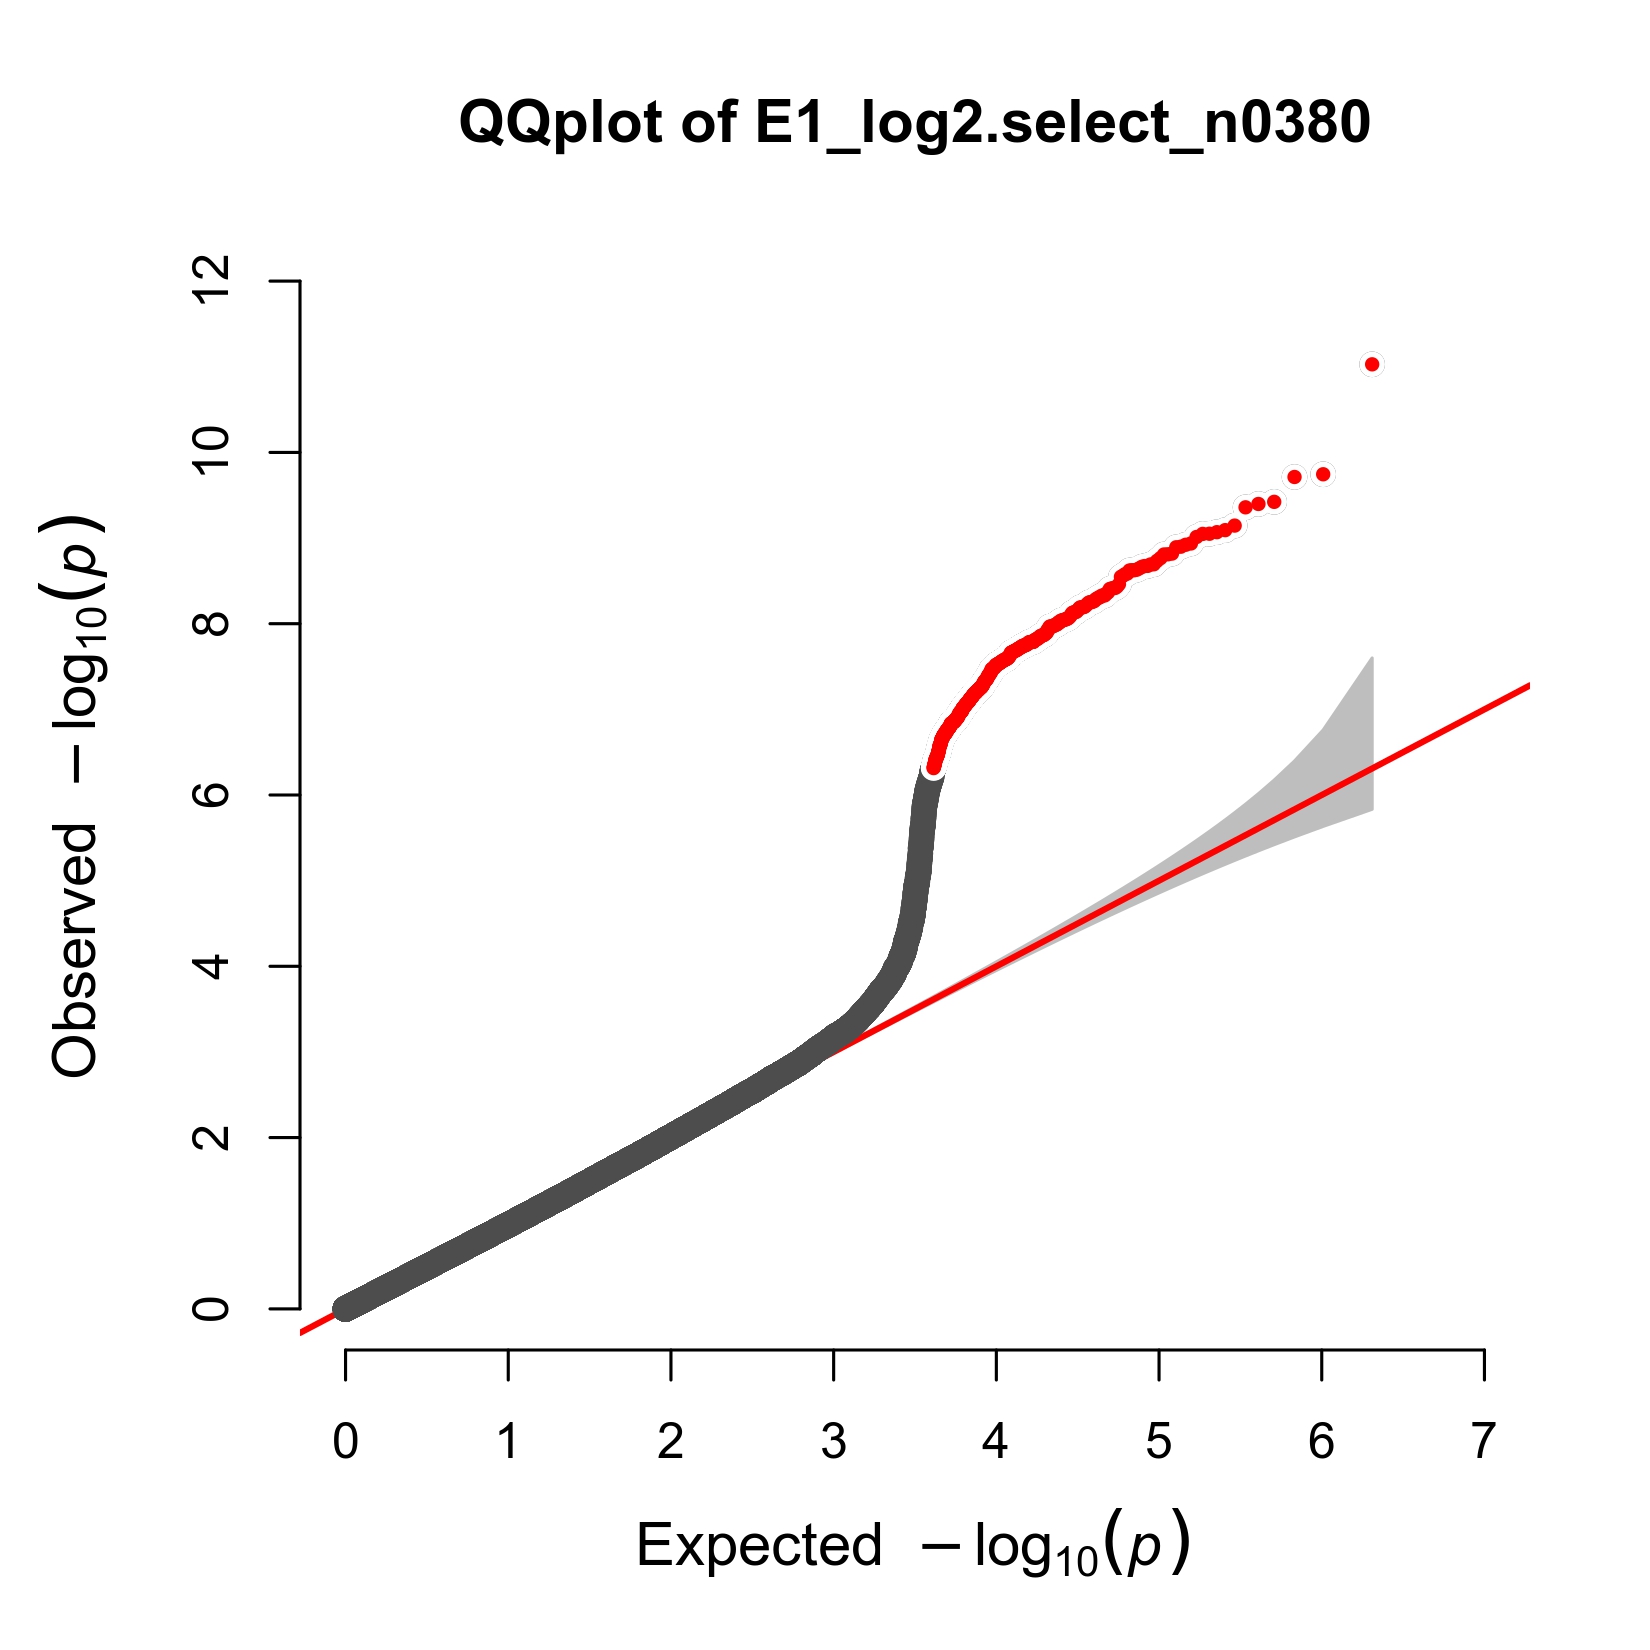 QQplot of E1_log2.select_n0380
Observed −log10(p)
12
10
8
6
4
2
0
0 1 2 3 4 5 6 7
Expected −log10(p)